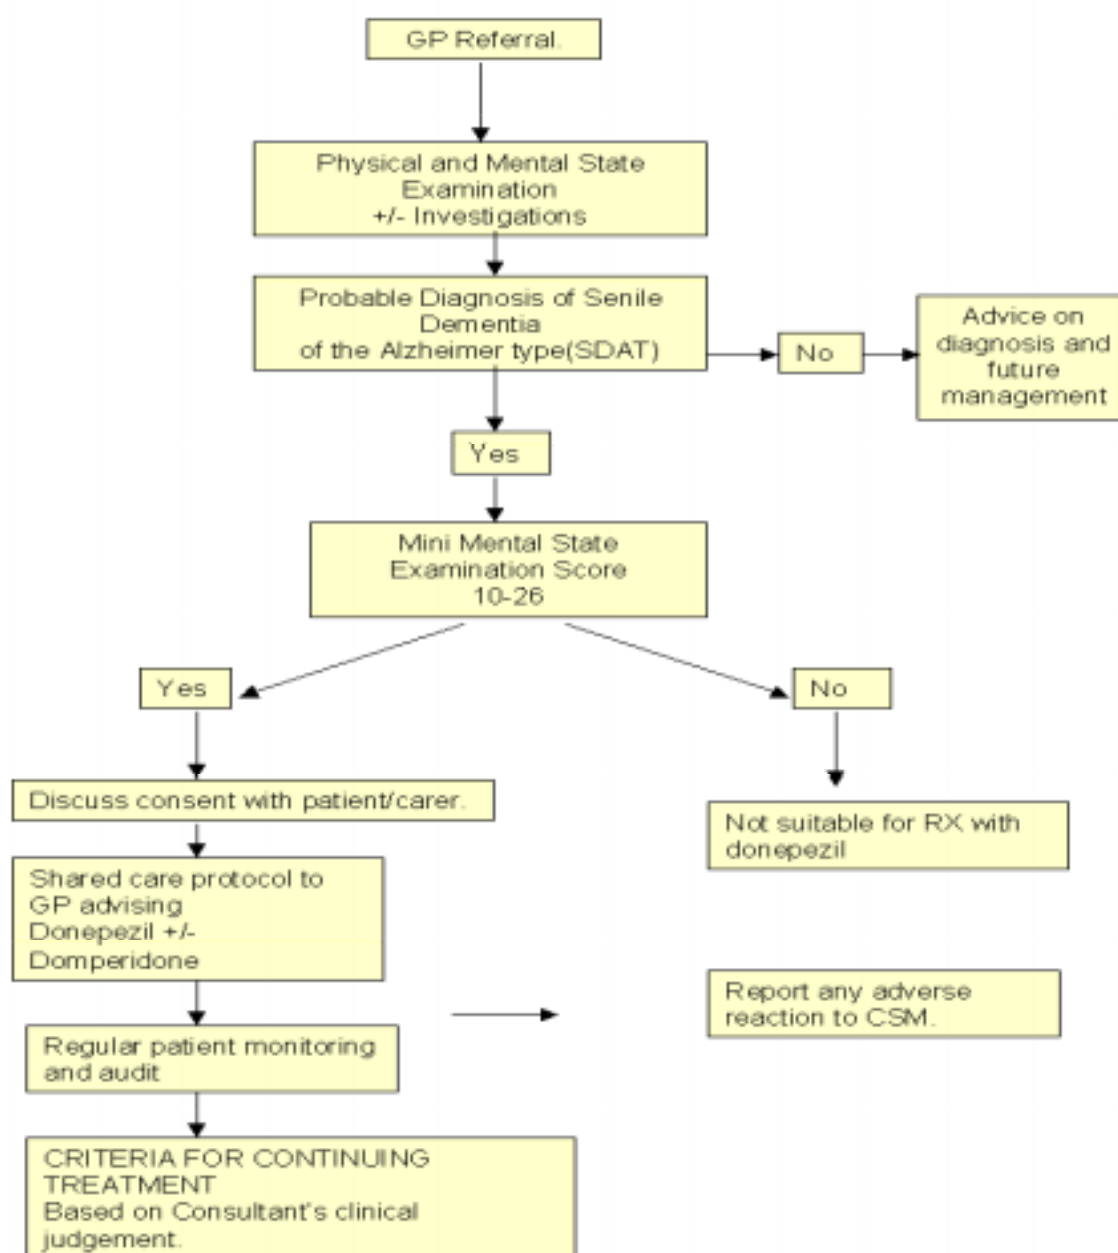 GP Referral.
Physical and Mental State
Examination
+/- Investigations
Probable Diagnosis of Senile
Dementia
of the Alzheimer type(SDAT)
No
Advice on
diagnosis and
future
management
Yes
Mini Mental State
Examination Score
10-26
Yes
No
Discuss consent with patient/carer.
Not suitable for RX with
donepezil
Shared care protocol to
GP advising
Donepezil +/-
Domperidone
Report any adverse
reaction to CSM.
Regular patient monitoring
and audit
CRITERIA FOR CONTINUING
TREATMENT
Based on Consultant's clinical
judgement.